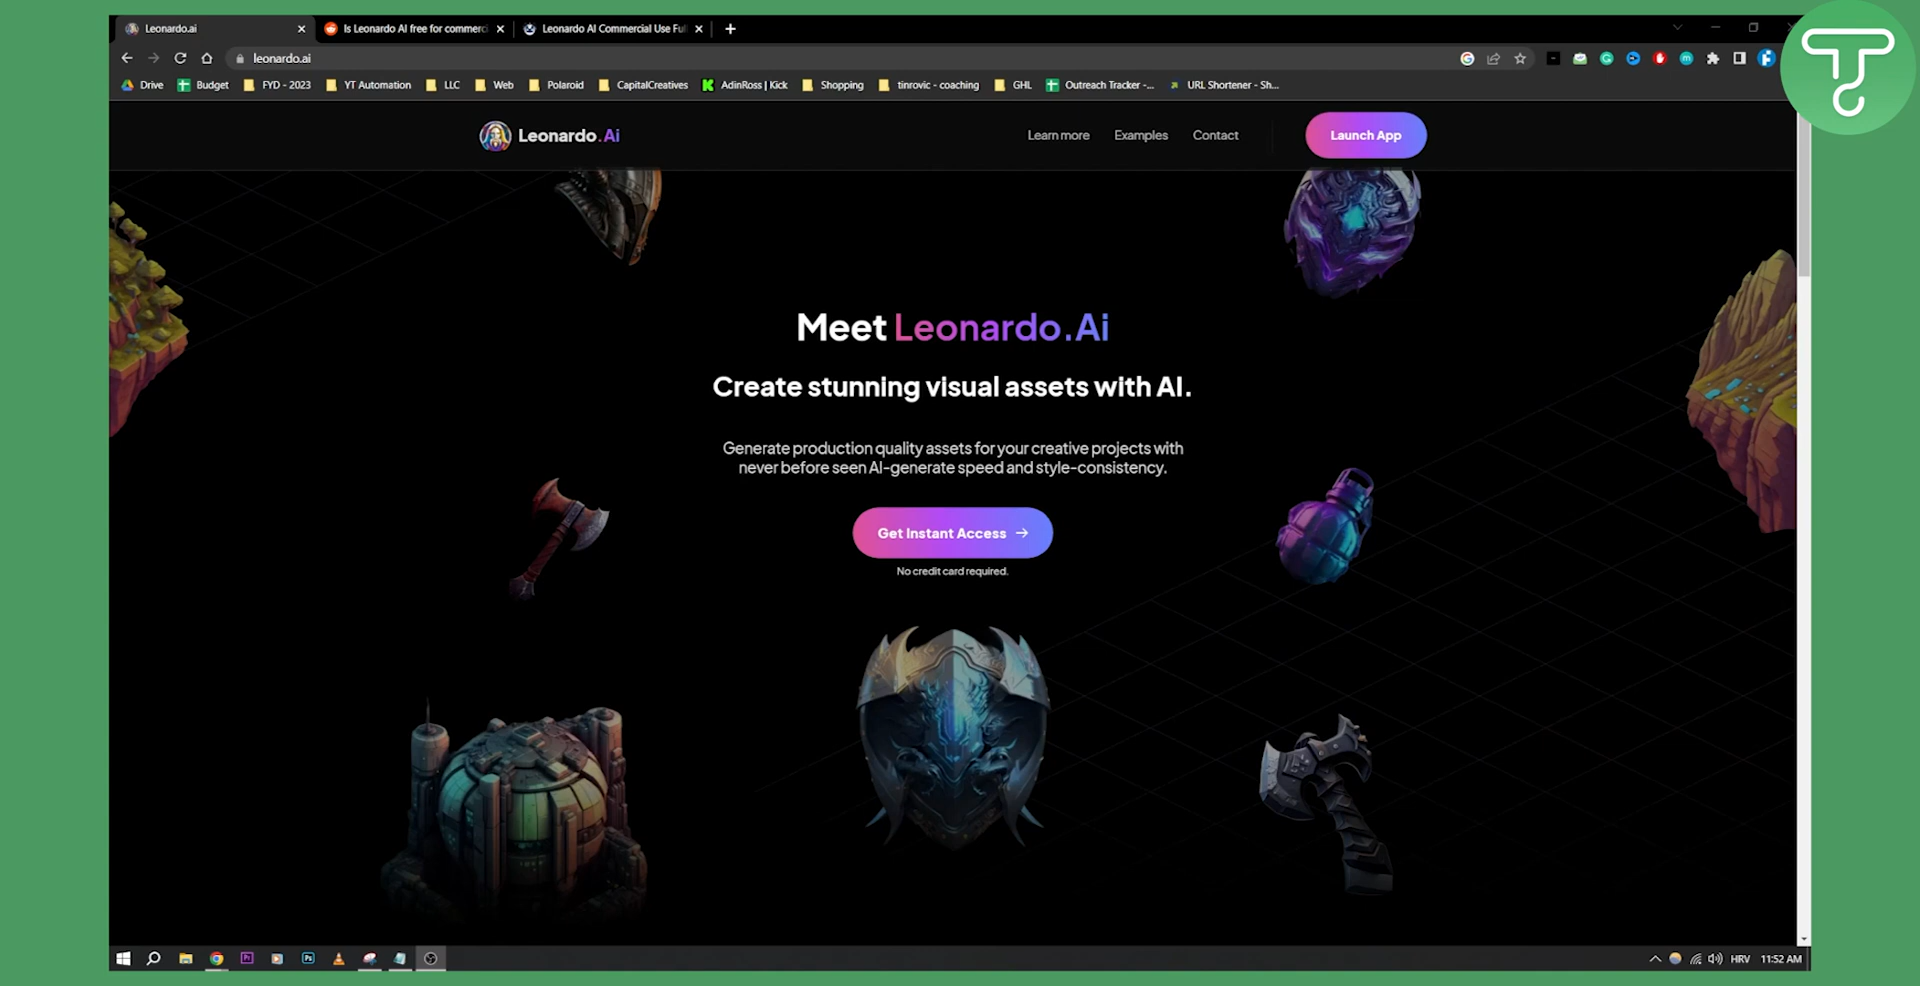 Leonardo.ai
Is Leonardo AI free for commerci
Leonardo AI Commercial Use Ful
leonardo.ai
Drive
Budget
FYD - 2023
YT Automation
LLC
Web
Polaroid
CapitalCreatives
AdinRoss | Kick
Shopping
tinrovic - coaching
GHL
Outreach Tracker -...
URL Shortener - Sh...
Leonardo.Ai
Learn more
Examples
Contact
Launch App
Meet Leonardo.Ai
Create stunning visual assets with AI.
Generate production quality assets for your creative projects with
never before seen AI-generate speed and style-consistency.
Get Instant Access →
No credit card required.
HRV
11:52 AM